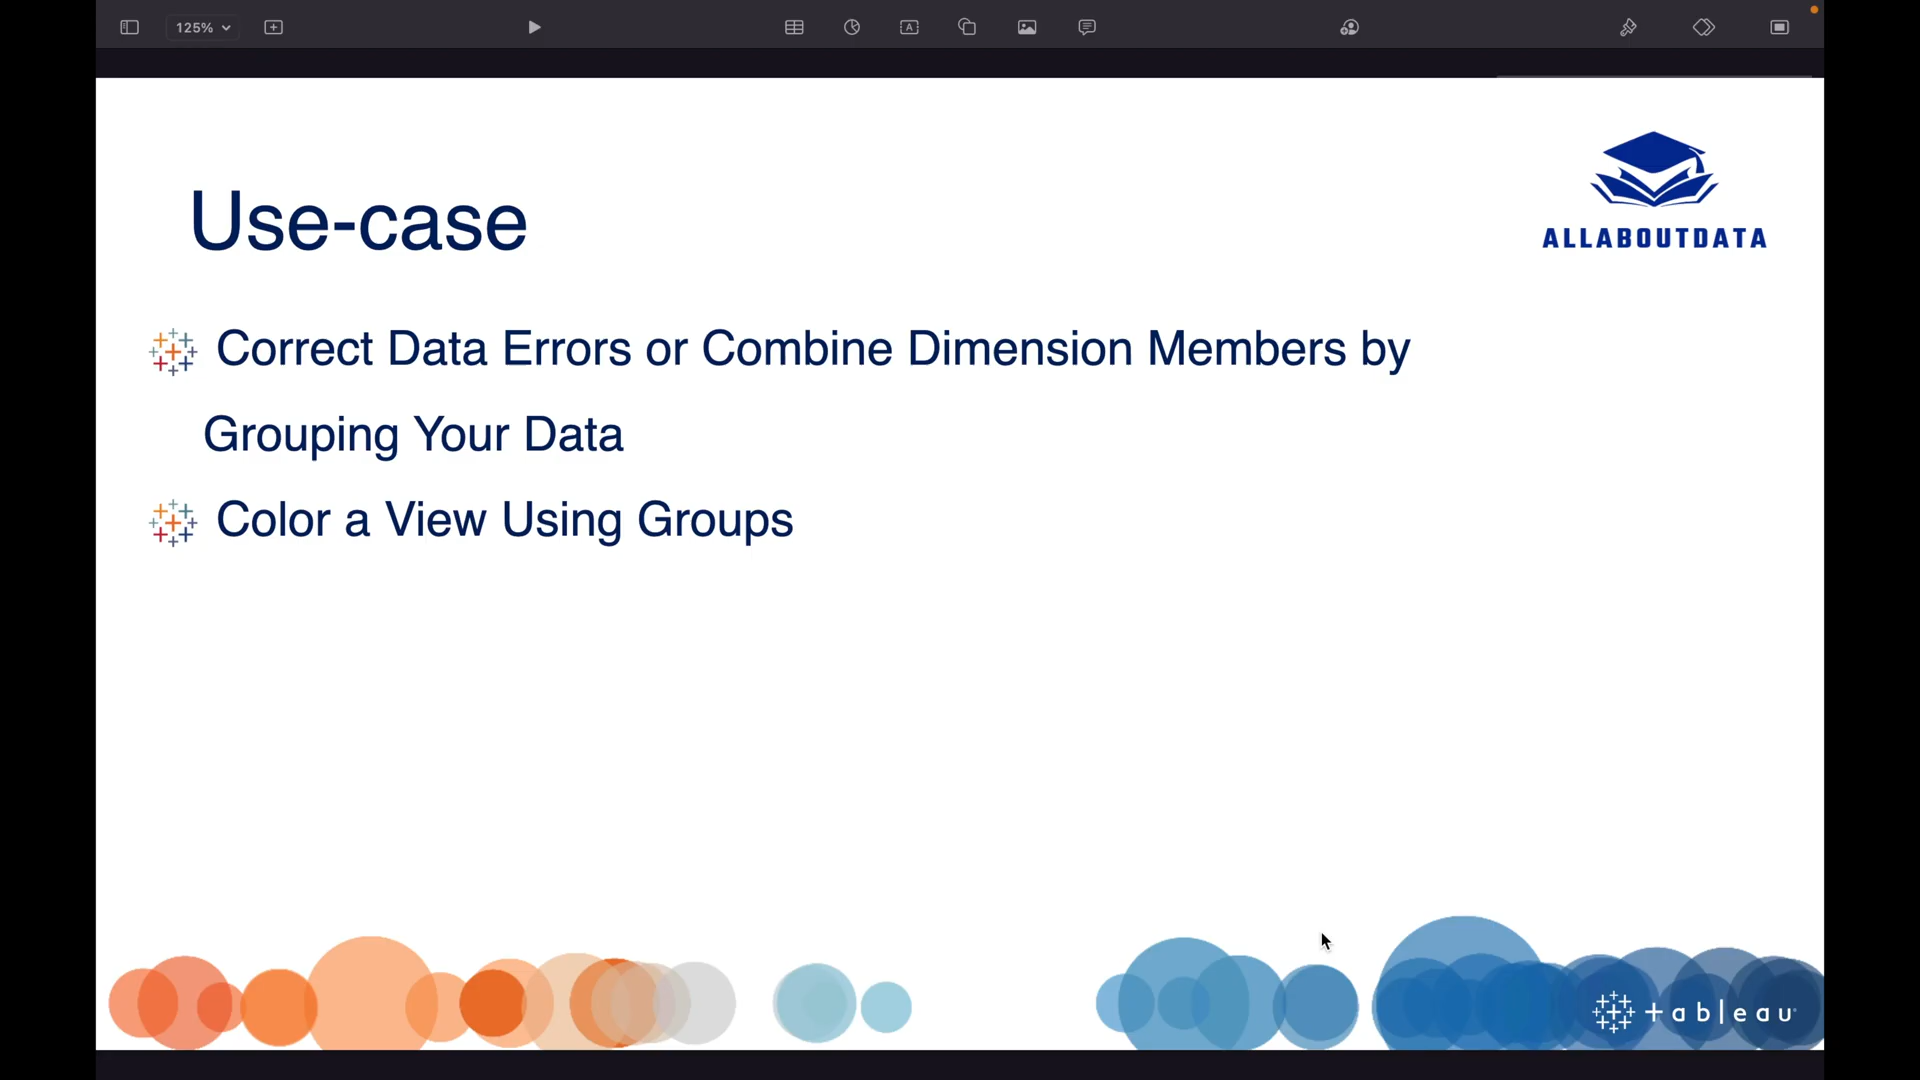 125%
Use-case
ALLABOUTDATA
Correct Data Errors or Combine Dimension Members by
Grouping Your Data
Color a View Using Groups
+ableau